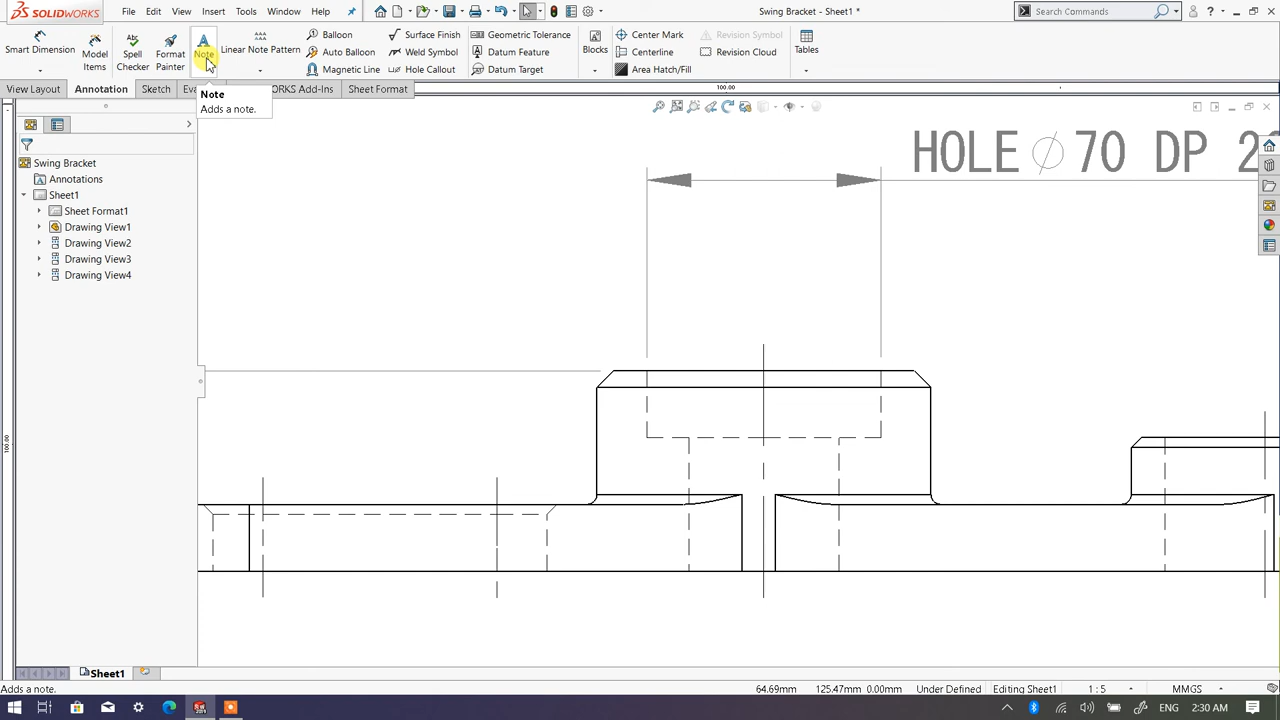 SOLIDWORKS File Edit View Insert Tools Window Help Swing Bracket - Sheet1 * Search Commands
Smart Dimension Model Items Spell Checker Format Painter Note Linear Note Pattern Balloon Auto Balloon Magnetic Line Surface Finish Weld Symbol Hole Callout Geometric Tolerance Datum Feature Datum Target Blocks Center Mark Centerline Area Hatch/Fill Revision Symbol Revision Cloud Tables
View Layout Annotation Sketch Eva ORKS Add-Ins Sheet Format 100.00
Note
Adds a note.
HOLE ∅ 70 DP 2
Swing Bracket
Annotations
Sheet1
Sheet Format1
Drawing View1
Drawing View2
Drawing View3
Drawing View4
100.00
Sheet1
Adds a note. 64.69mm 125.47mm 0.00mm Under Defined Editing Sheet1 1 : 5 MMGS
ENG 2:30 AM